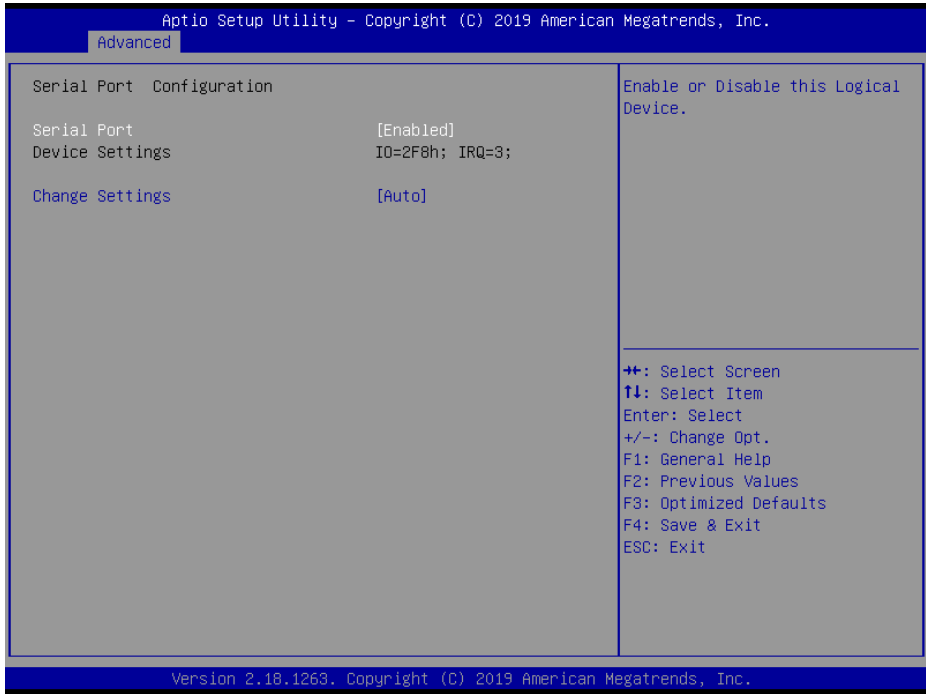 Aptio Setup Utility – Copyright (C) 2019 American Megatrends, Inc.
Advanced
Serial Port  Configuration
Serial Port [Enabled]
Device Settings IO=2F8h; IRQ=3;
Change Settings [Auto]
Enable or Disable this Logical
Device.
→←: Select Screen
↑↓: Select Item
Enter: Select
+/-: Change Opt.
F1: General Help
F2: Previous Values
F3: Optimized Defaults
F4: Save & Exit
ESC: Exit
Version 2.18.1263. Copyright (C) 2019 American Megatrends, Inc.